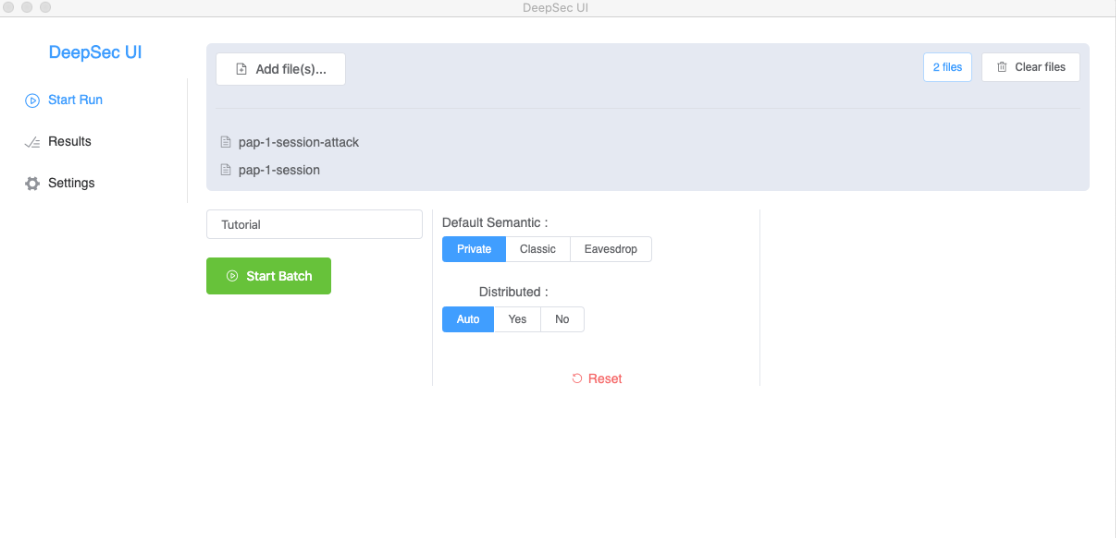 DeepSec UI
DeepSec UI
Start Run
Results
Settings
Add file(s)...
2 files
Clear files
pap-1-session-attack
pap-1-session
Tutorial
Start Batch
Default Semantic :
Private Classic Eavesdrop
Distributed :
Auto Yes No
Reset